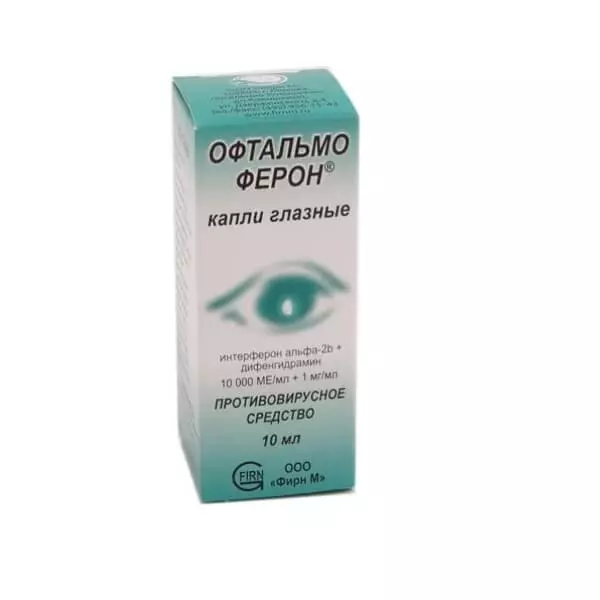 ОФТАЛЬМО
ФЕРОН®
капли глазные
интерферон альфа-2b +
дифенгидрамин
10 000 МЕ/мл + 1 мг/мл
ПРОТИВОВИРУСНОЕ
СРЕДСТВО
10 мл
FIRN
ООО
«Фирн М»